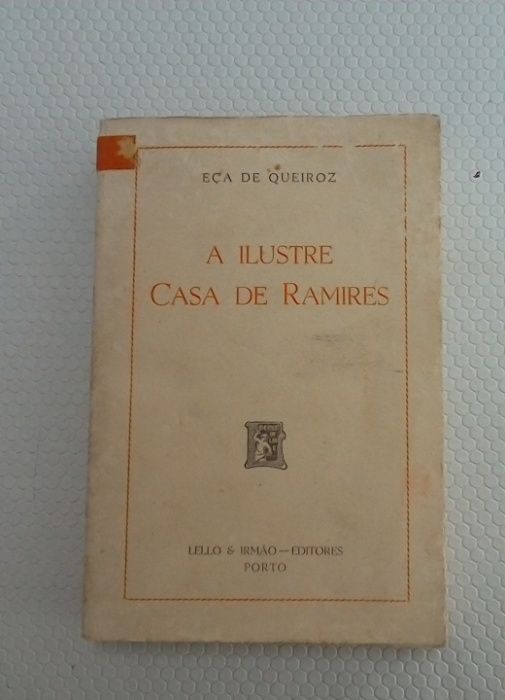 EÇA DE QUEIROZ
A ILUSTRE
CASA DE RAMIRES
LELLO & IRMÃO — EDITORES
PORTO